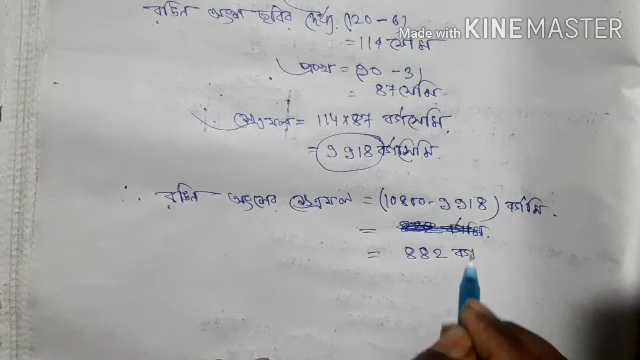 Made with KINEMASTER
রঙিন অংশের ছবির দৈর্ঘ্য (120 - 6)
= 114 সেমি
প্রস্থ = (90 - 3)
= 87 সেমি
ক্ষেত্রফল = 114 x 87 বর্গসেমি.
= 9918 বর্গসেমি.
রঙিন অংশের ক্ষেত্রফল = (10800 - 9918) বর্গসেমি.
=
= 882 বর্গ